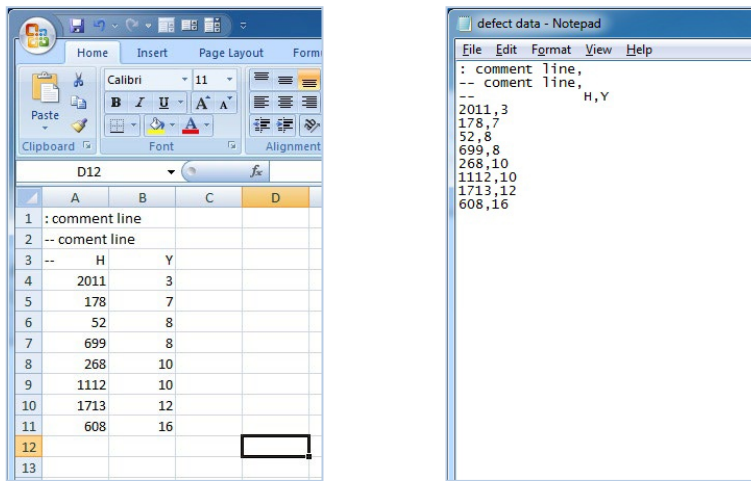 Home Insert Page Layout Form
Calibri 11
Paste
B I U A A
A
Clipboard Font Alignment
D12 fx
A B C D
1 : comment line
2 -- coment line
3 -- H Y
4 2011 3
5 178 7
6 52 8
7 699 8
8 268 10
9 1112 10
10 1713 12
11 608 16
12
13
defect data - Notepad
File Edit Format View Help
: comment line,
-- coment line,
-- H,Y
2011,3
178,7
52,8
699,8
268,10
1112,10
1713,12
608,16